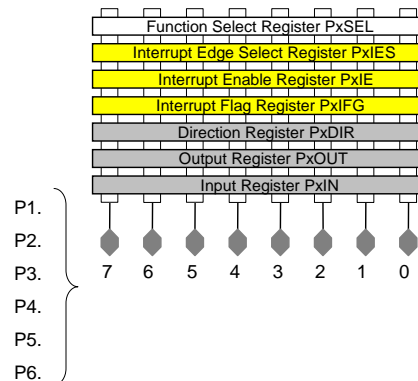 Function Select Register PxSEL
Interrupt Edge Select Register PxIES
Interrupt Enable Register PxIE
Interrupt Flag Register PxIFG
Direction Register PxDIR
Output Register PxOUT
Input Register PxIN
P1.
P2.
7 6 5 4 3 2 1 0
P3.
P4.
P5.
P6.